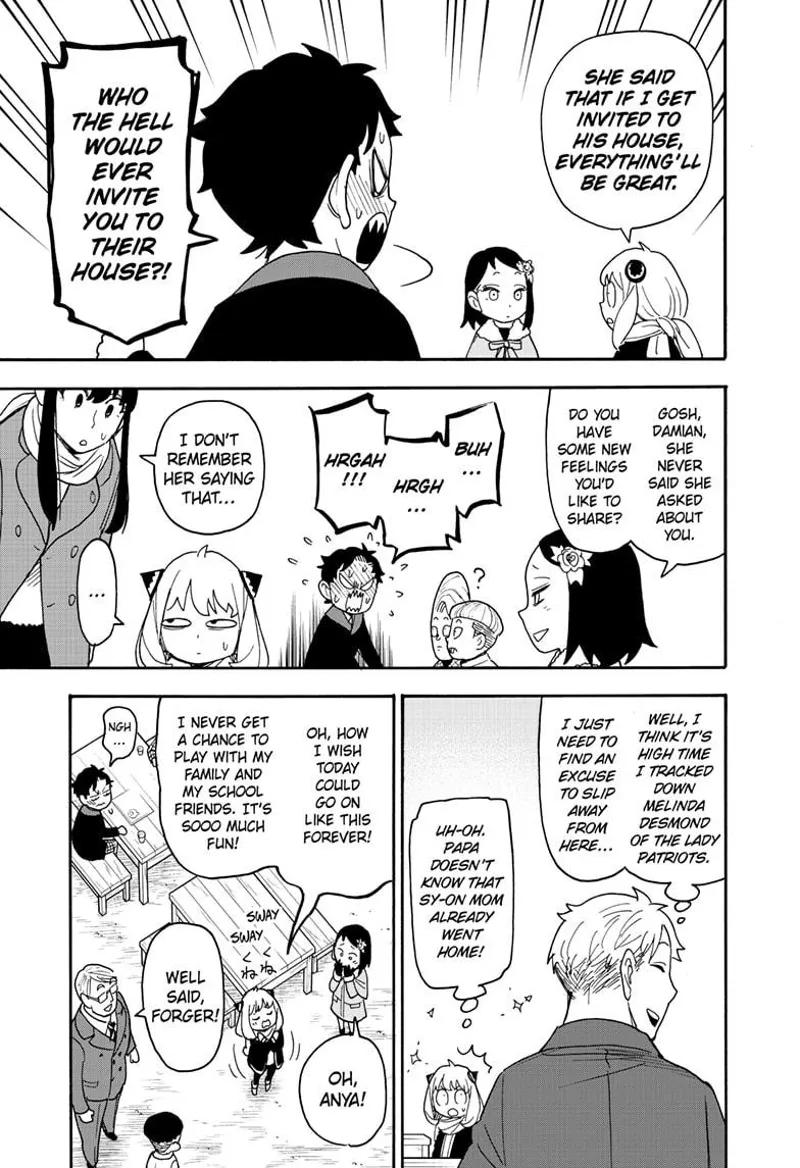 SHE SAID
THAT IF I GET
INVITED TO
HIS HOUSE,
EVERYTHING'LL
BE GREAT.
WHO
THE HELL
WOULD
EVER
INVITE
YOU TO
THEIR
HOUSE?!
GOSH,
DAMIAN,
SHE
NEVER
SAID SHE
ASKED
ABOUT
YOU.
DO YOU
HAVE
SOME NEW
FEELINGS
YOU'D
LIKE TO
SHARE?
?
BUH
...
HRGH
...
HRGAH
!!!
I DON'T
REMEMBER
HER SAYING
THAT...
...
WELL, I
THINK IT'S
HIGH TIME
I TRACKED
DOWN
MELINDA
DESMOND
OF THE LADY
PATRIOTS.
I JUST
NEED TO
FIND AN
EXCUSE
TO SLIP
AWAY
FROM
HERE...
UH-OH.
PAPA
DOESN'T
KNOW THAT
SY-ON MOM
ALREADY
WENT
HOME!
OH, HOW
I WISH
TODAY
COULD
GO ON
LIKE THIS
FOREVER!
I NEVER GET
A CHANCE TO
PLAY WITH MY
FAMILY AND
MY SCHOOL
FRIENDS. IT'S
SOOO MUCH
FUN!
NGH
...
SWAY
SWAY
くね
くね
WELL
SAID,
FORGER!
OH,
ANYA!